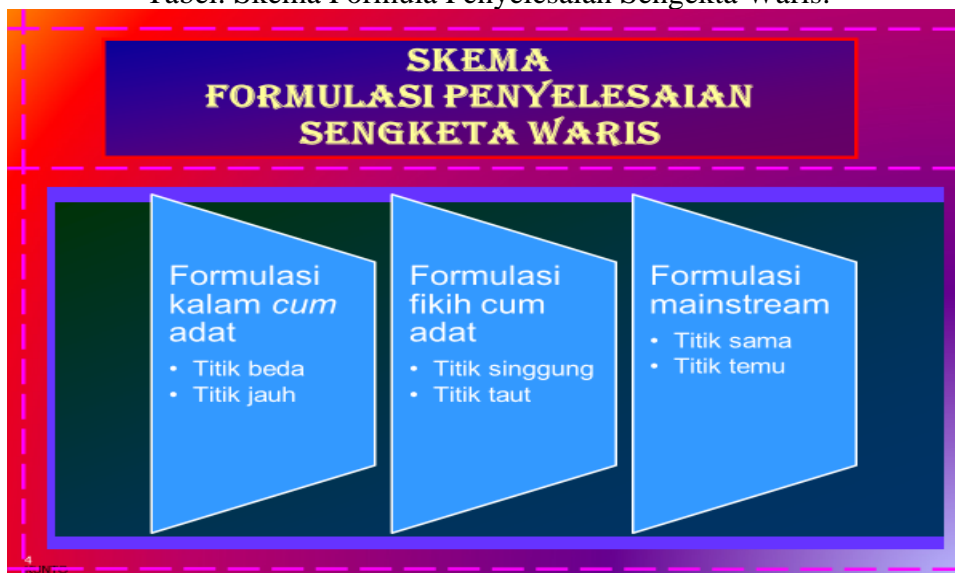 Tabel. Skema Formula Penyelesaian Sengekta Waris.
SKEMA
FORMULASI PENYELESAIAN
SENGKETA WARIS
Formulasi
kalam cum
adat
• Titik beda
• Titik jauh
Formulasi
fikih cum
adat
• Titik singgung
• Titik taut
Formulasi
mainstream
• Titik sama
• Titik temu
4